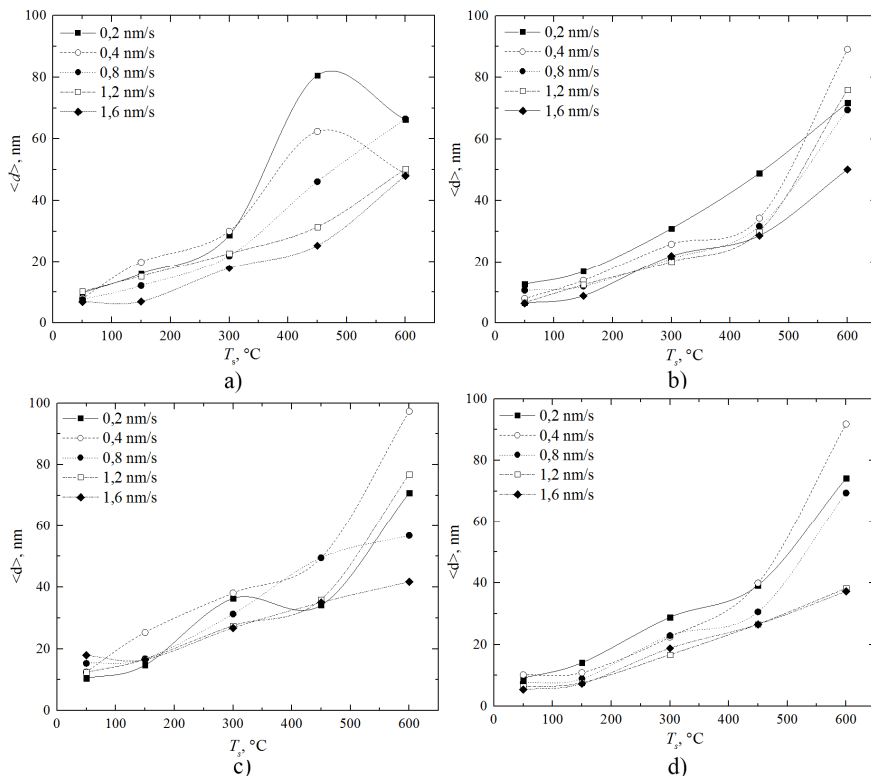 100
80
60
40
20
0
<d>, nm
0,2 nm/s
0,4 nm/s
0,8 nm/s
1,2 nm/s
1,6 nm/s
0 100 200 300 400 500 600
Ts, °C
a)
100
80
60
40
20
0
<d>, nm
0,2 nm/s
0,4 nm/s
0,8 nm/s
1,2 nm/s
1,6 nm/s
0 100 200 300 400 500 600
Ts, °C
b)
100
80
60
40
20
0
<d>, nm
0,2 nm/s
0,4 nm/s
0,8 nm/s
1,2 nm/s
1,6 nm/s
0 100 200 300 400 500 600
Ts, °C
c)
100
80
60
40
20
0
<d>, nm
0,2 nm/s
0,4 nm/s
0,8 nm/s
1,2 nm/s
1,6 nm/s
0 100 200 300 400 500 600
Ts, °C
d)